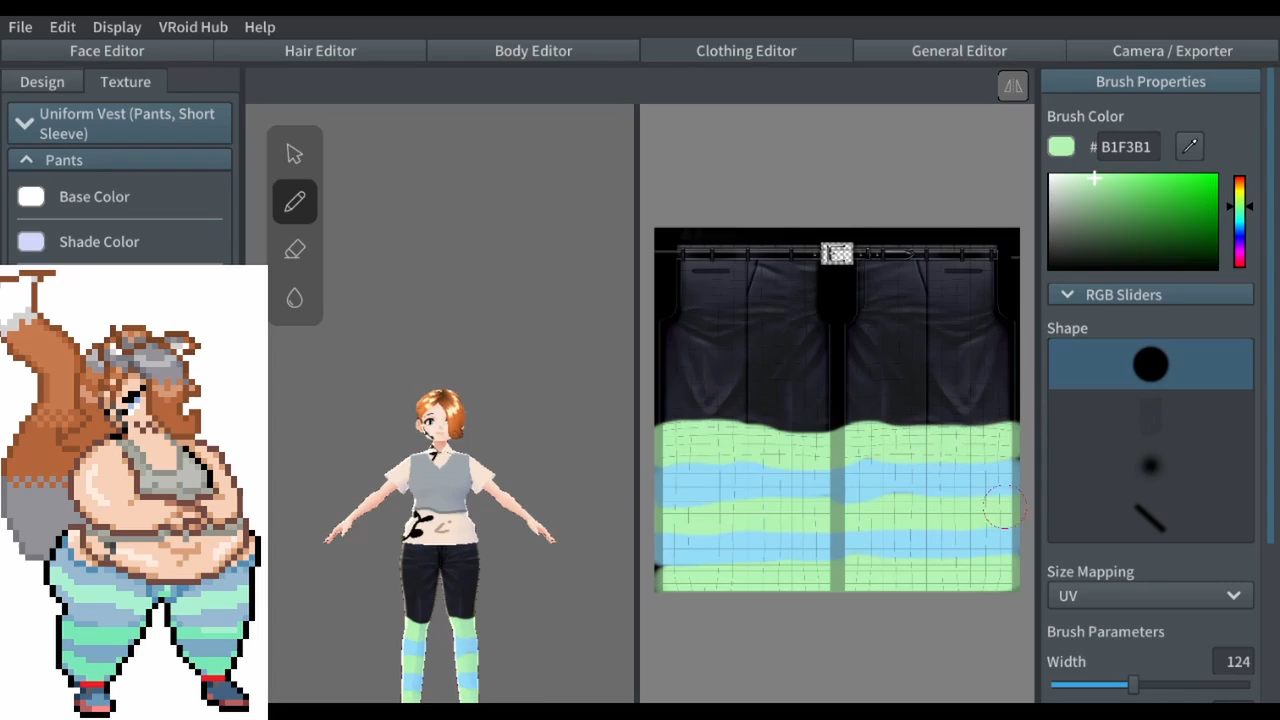 File Edit Display VRoid Hub Help
Face Editor Hair Editor Body Editor Clothing Editor General Editor Camera / Exporter
Design Texture
Uniform Vest (Pants, Short
Sleeve)
Pants
Base Color
Shade Color
Brush Properties
Brush Color
# B1F3B1
RGB Sliders
Shape
Size Mapping
UV
Brush Parameters
Width 124